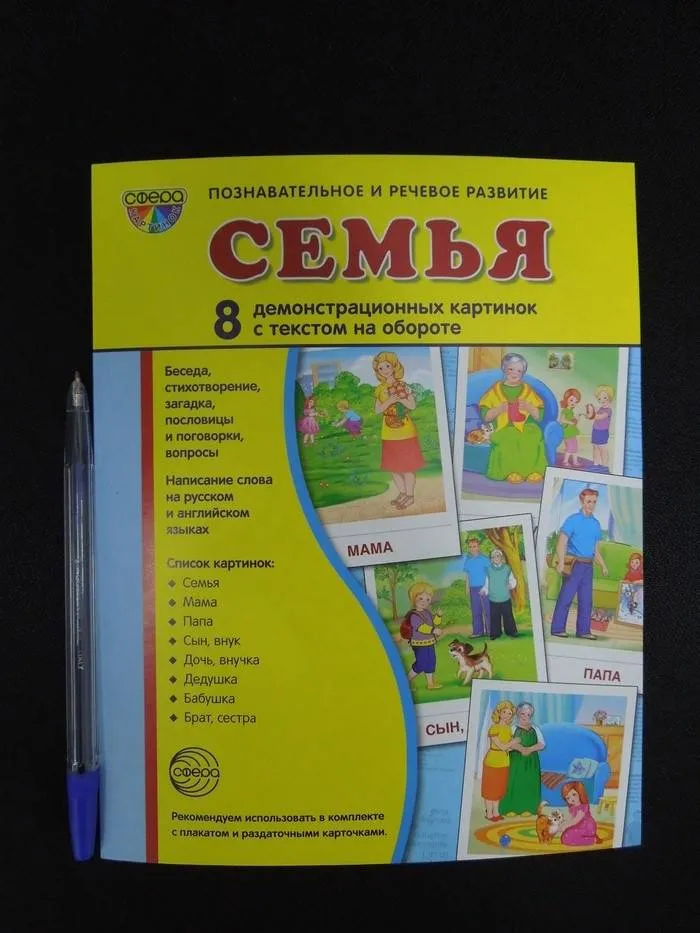 сфера
КАРТИНОК
ПОЗНАВАТЕЛЬНОЕ И РЕЧЕВОЕ РАЗВИТИЕ
СЕМЬЯ
8 демонстрационных картинок
с текстом на обороте
Беседа,
стихотворение,
загадка,
пословицы
и поговорки,
вопросы
Написание слова
на русском
и английском
языках
Список картинок:
Семья
Мама
Папа
Сын, внук
Дочь, внучка
Дедушка
Бабушка
Брат, сестра
сфера
Рекомендуем использовать в комплекте
с плакатом и раздаточными карточками.
МАМА
ПАПА
СЫН,